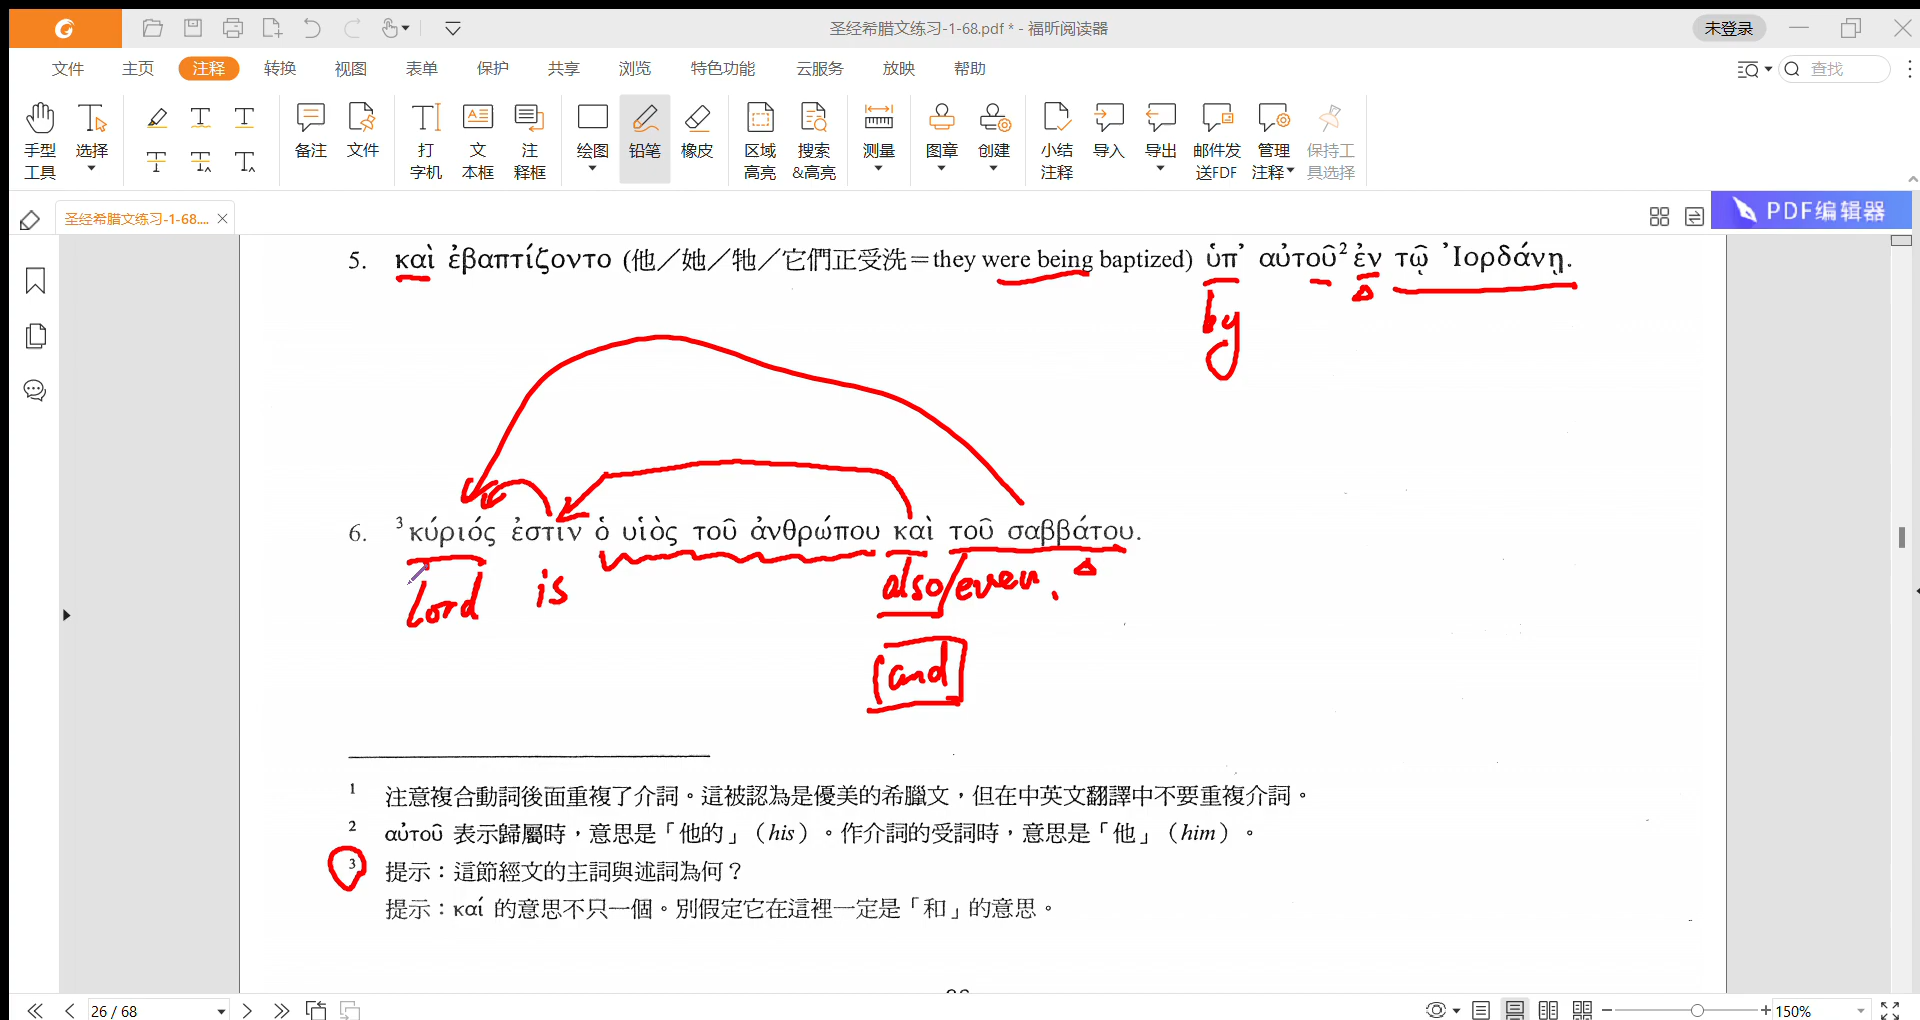 圣经希腊文练习-1-68.pdf * - 福昕阅读器
未登录
文件 主页 注释 转换 视图 表单 保护 共享 浏览 特色功能 云服务 放映 帮助
查找
手型工具 选择 备注 文件 打字机 文本框 注释框 绘图 铅笔 橡皮 区域高亮 搜索&高亮 测量 图章 创建 小结注释 导入 导出 邮件发送FDF 管理注释 保持工具选择
圣经希腊文练习-1-68....
PDF编辑器
5. καὶ ἐβαπτίζοντο (他／她／牠／它們正受洗＝they were being baptized) ὑπ’ αὐτοῦ² ἐν τῷ ’Ιορδάνῃ.
by
6. ³κύριός ἐστιν ὁ υἱὸς τοῦ ἀνθρώπου καὶ τοῦ σαββάτου.
Lord is also/even.
and
1 注意複合動詞後面重複了介詞。這被認為是優美的希臘文，但在中英文翻譯中不要重複介詞。
2 αὐτοῦ 表示歸屬時，意思是「他的」（his）。作介詞的受詞時，意思是「他」（him）。
3 提示：這節經文的主詞與述詞為何？
提示：καί 的意思不只一個。別假定它在這裡一定是「和」的意思。
26 / 68
150%